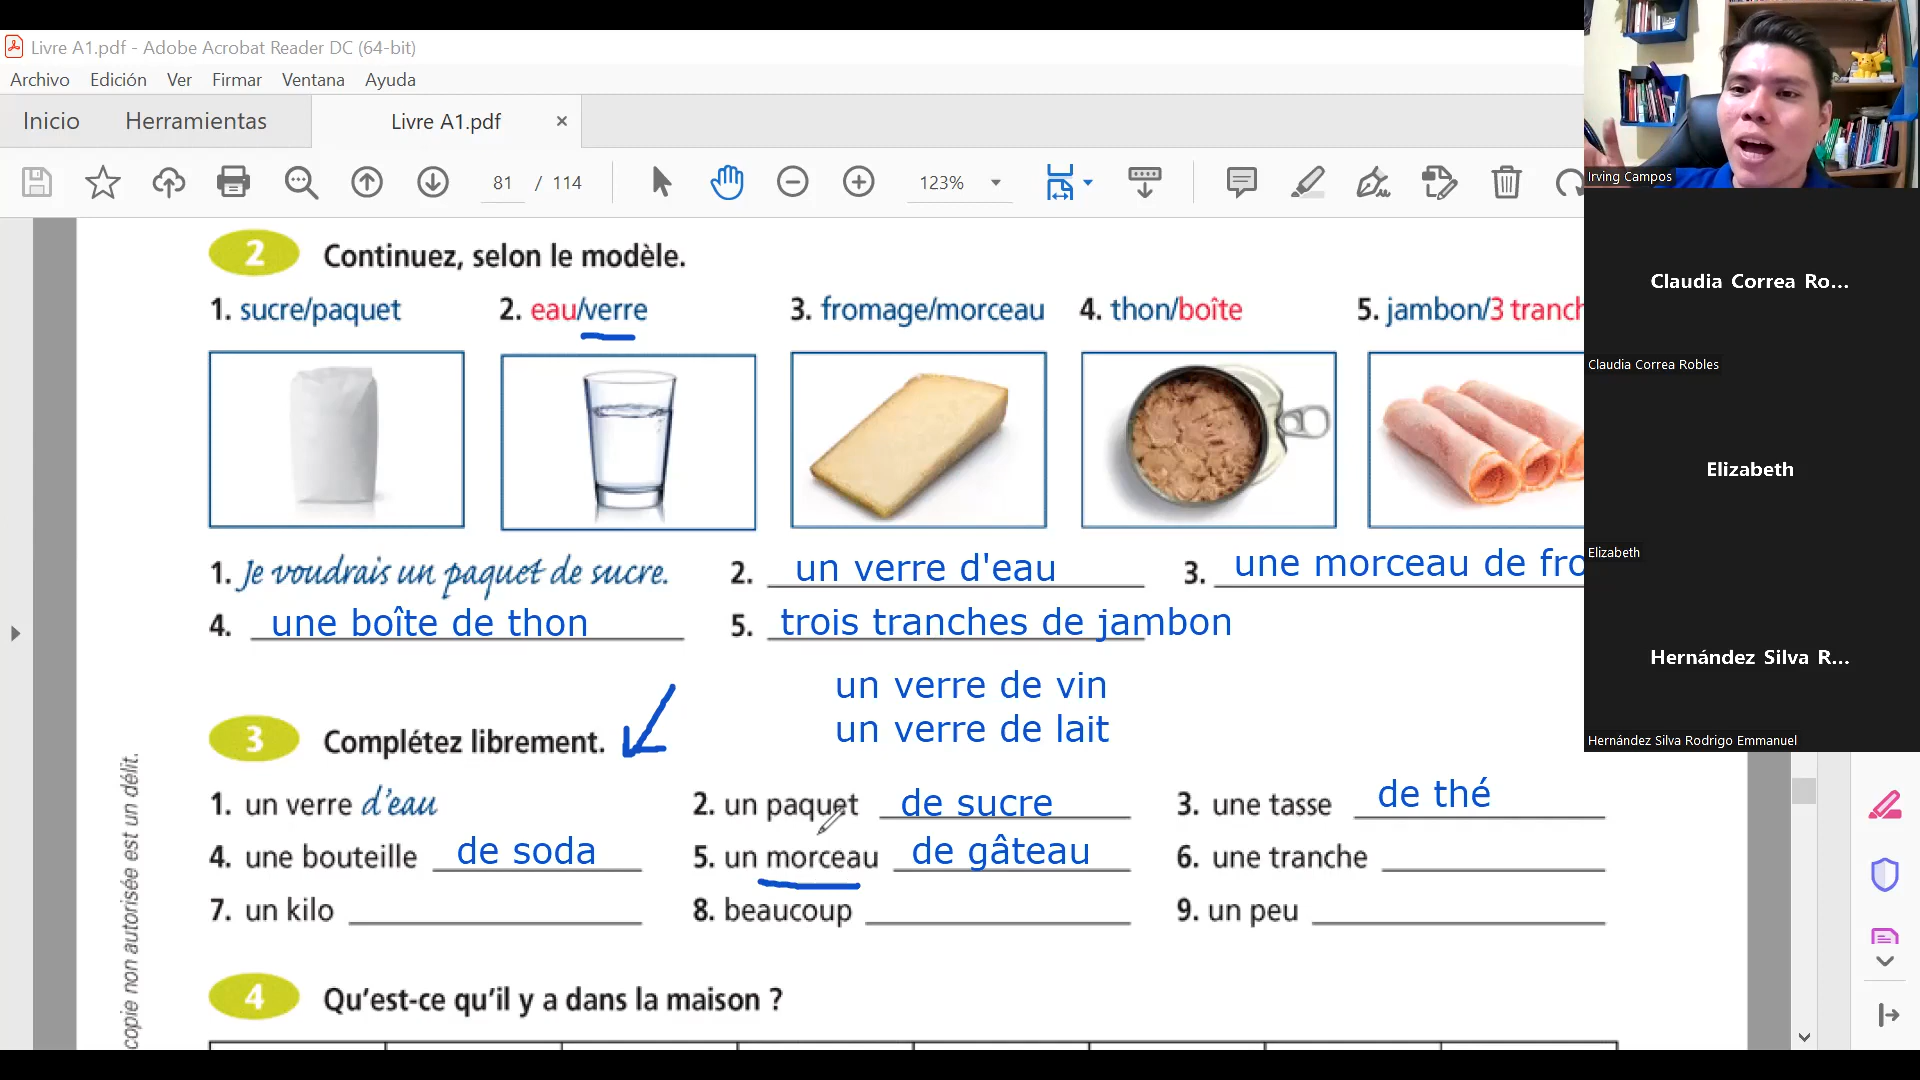 Livre A1.pdf - Adobe Acrobat Reader DC (64-bit)
Archivo Edición Ver Firmar Ventana Ayuda
Inicio Herramientas Livre A1.pdf ×
81 / 114 123%
2 Continuez, selon le modèle.
1. sucre/paquet 2. eau/verre 3. fromage/morceau 4. thon/boîte 5. jambon/3 tranch
1. Je voudrais un paquet de sucre. 2. un verre d'eau 3. une morceau de fro
4. une boîte de thon 5. trois tranches de jambon
un verre de vin
un verre de lait
3 Complétez librement.
1. un verre d'eau 2. un paquet de sucre 3. une tasse de thé
4. une bouteille de soda 5. un morceau de gâteau 6. une tranche
7. un kilo 8. beaucoup 9. un peu
4 Qu'est-ce qu'il y a dans la maison ?
copie non autorisée est un délit.
Irving Campos
Claudia Correa Ro...
Claudia Correa Robles
Elizabeth
Elizabeth
Hernández Silva R...
Hernández Silva Rodrigo Emmanuel